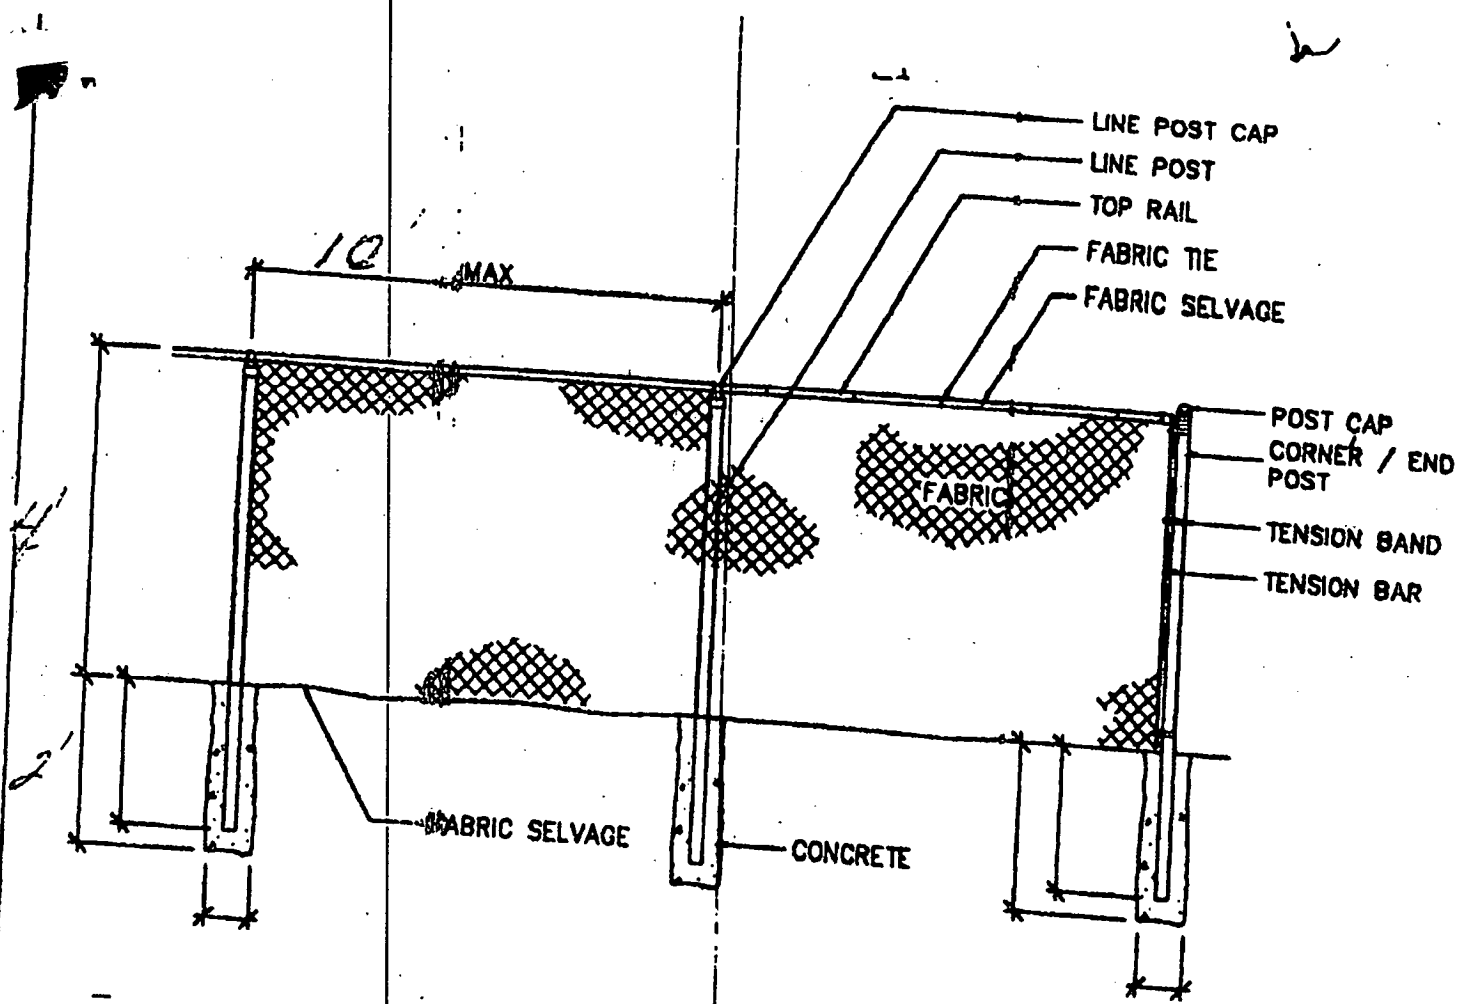 LINE POST CAP
LINE POST
TOP RAIL
FABRIC TIE
FABRIC SELVAGE
10 MAX
POST CAP
CORNER / END
POST
FABRIC
TENSION BAND
TENSION BAR
FABRIC SELVAGE
CONCRETE